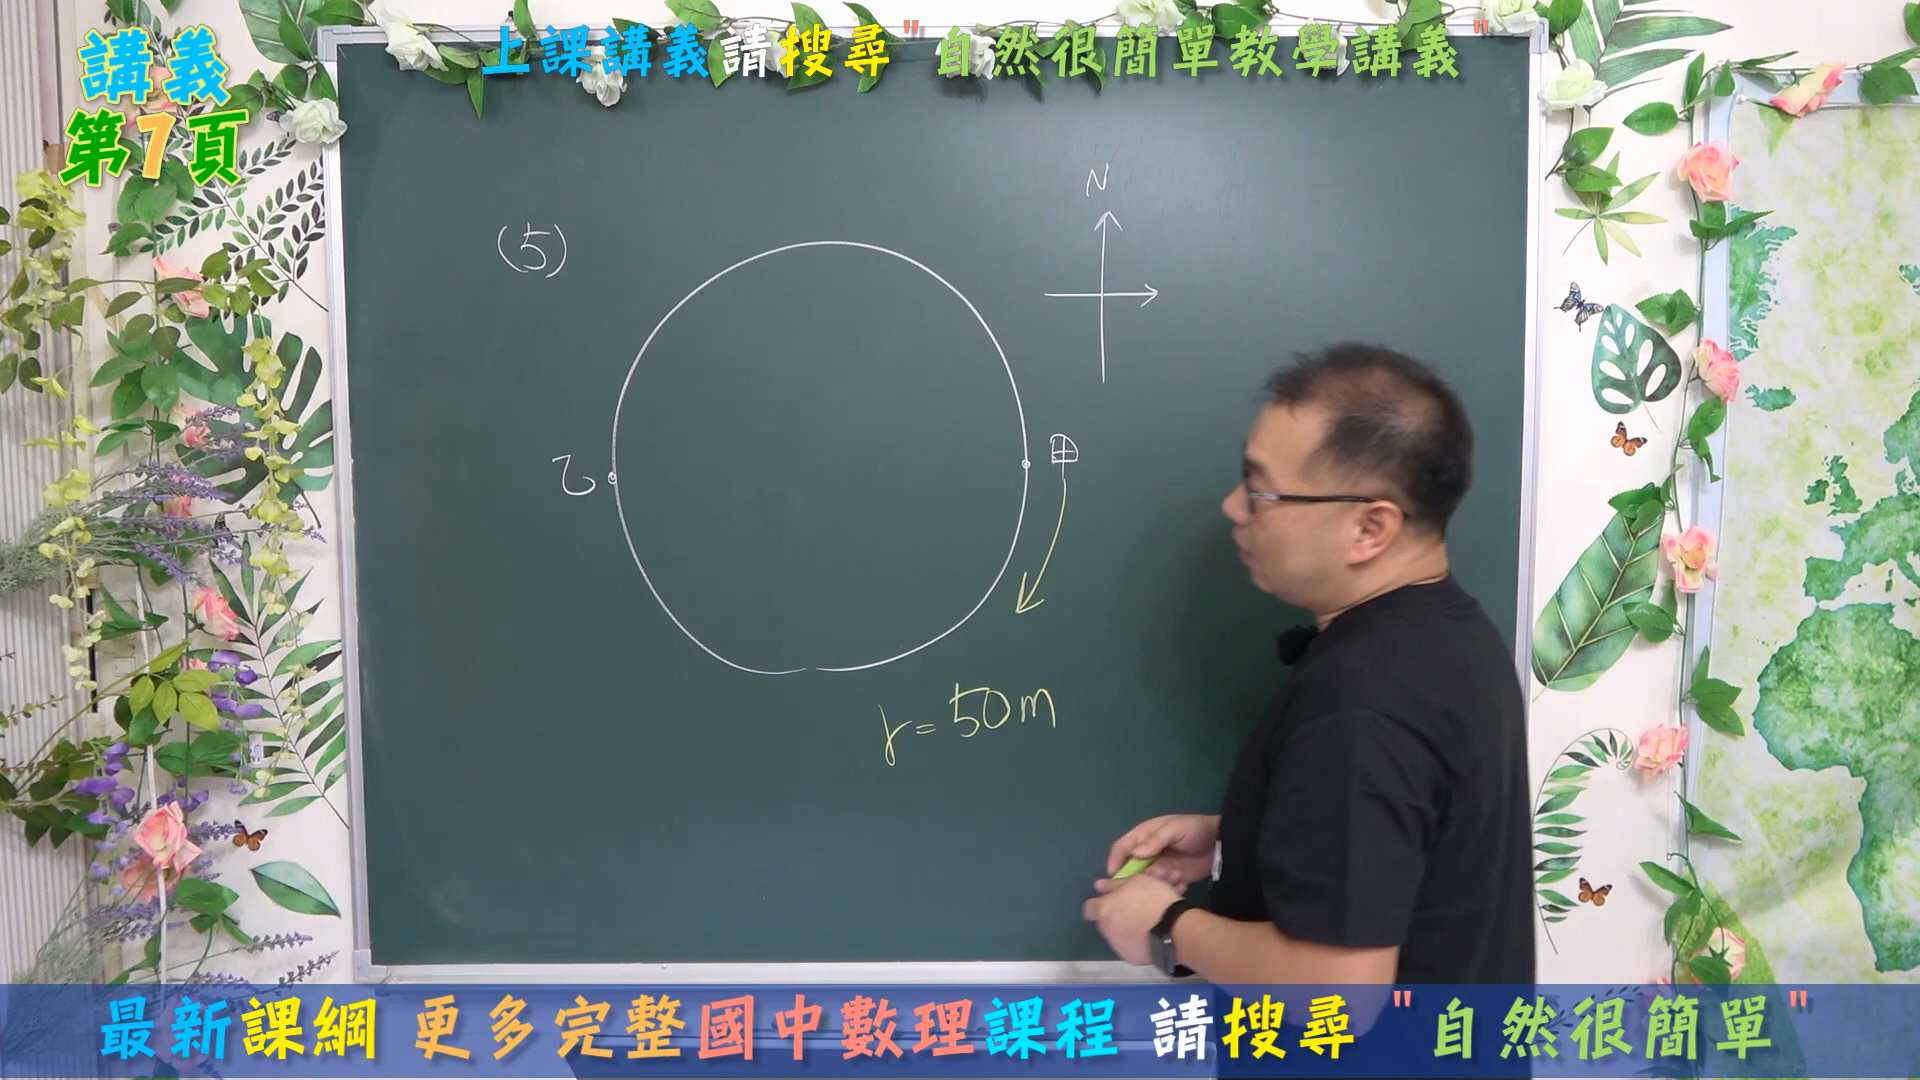 上課講義請搜尋"自然很簡單教學講義"
講義
第7頁
N
(5)
甲
乙
r=50m
最新課綱 更多完整國中數理課程 請搜尋"自然很簡單"